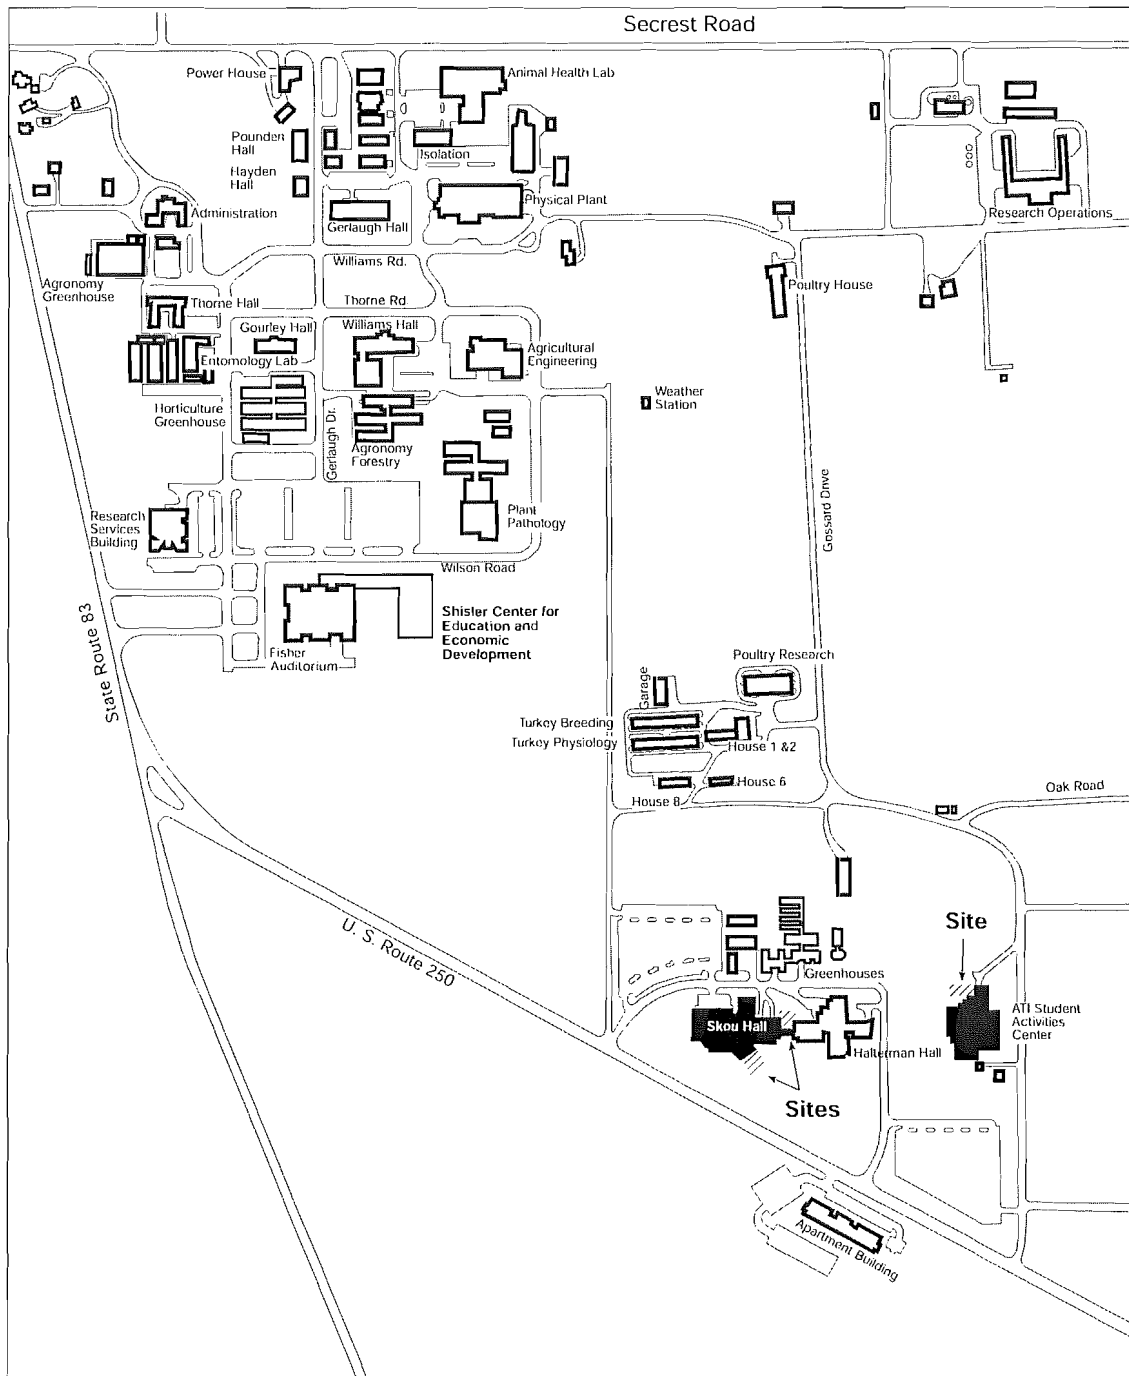 Secrest Road
Power House
Animal Health Lab
Pounden
Hall
Isolation
Hayden
Hall
Administration
Gerlaugh Hall
Physical Plant
Research Operations
Williams Rd.
Agronomy
Greenhouse
Poultry House
Thorne Hall
Thorne Rd.
Gourley Hall
Williams Hall
Entomology Lab
Agricultural
Engineering
Weather
Station
Horticulture
Greenhouse
Gerlaugh Dr.
Agronomy
Forestry
Gossard Drive
Research
Services
Building
Plant
Pathology
Wilson Road
State Route 83
Shisler Center for
Education and
Economic
Development
Fisher
Auditorium
Poultry Research
Garage
Turkey Breeding
Turkey Physiology
House 1 &2
House 6
House 8
Oak Road
U. S. Route 250
Site
Greenhouses
Skou Hall
Halterman Hall
ATI Student
Activities
Center
Sites
Apartment Building